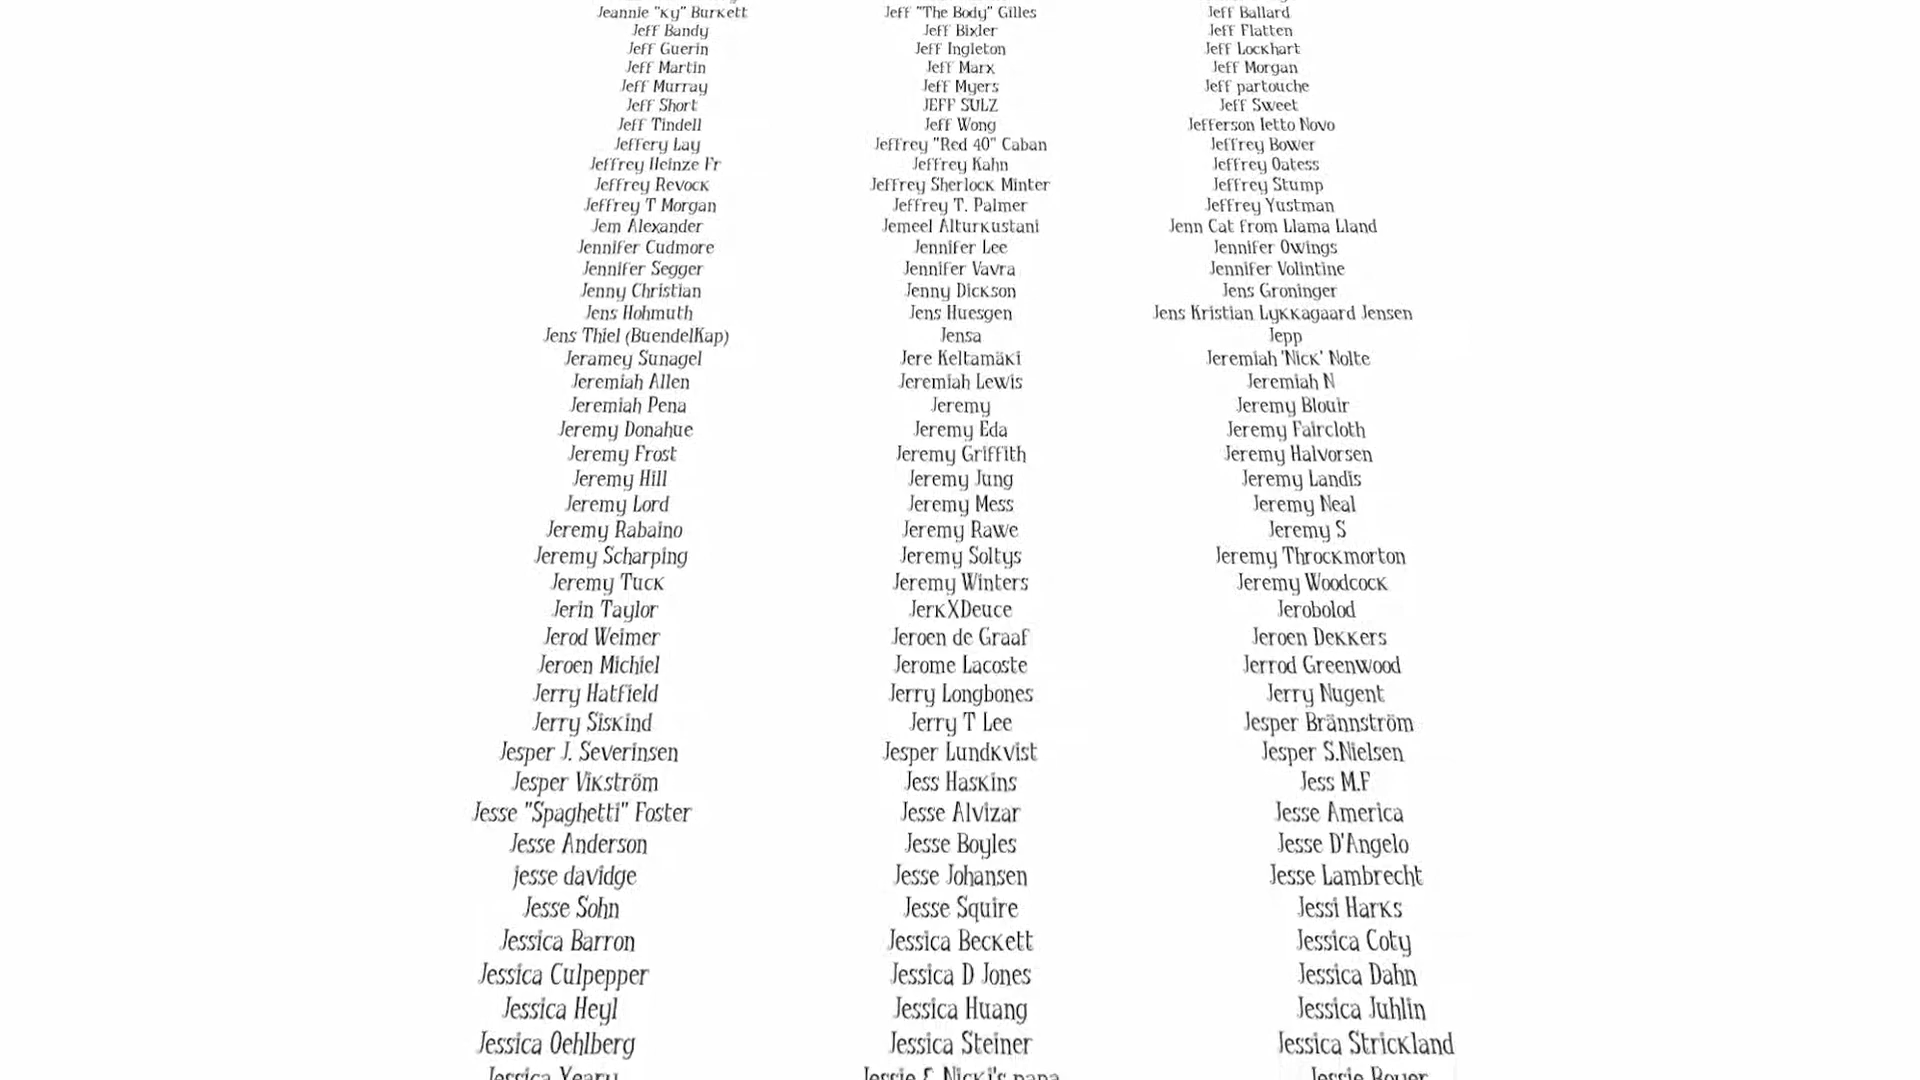 Jeannie "Ky" Burkett Jeff "The Body" Gilles Jeff Ballard
Jeff Bandy Jeff Bixler Jeff Flatten
Jeff Guerin Jeff Ingleton Jeff Lockhart
Jeff Martin Jeff Marx Jeff Morgan
Jeff Murray Jeff Myers Jeff partouche
Jeff Short JEFF SULZ Jeff Sweet
Jeff Tindell Jeff Wong Jefferson Ietto Novo
Jeffery Lay Jeffrey "Red 40" Caban Jeffrey Bower
Jeffrey Heinze Fr Jeffrey Kahn Jeffrey Oatess
Jeffrey Revock Jeffrey Sherlock Minter Jeffrey Stump
Jeffrey T Morgan Jeffrey T. Palmer Jeffrey Yustman
Jem Alexander Jemeel Alturkustani Jenn Cat from Llama Lland
Jennifer Cudmore Jennifer Lee Jennifer Owings
Jennifer Segger Jennifer Vavra Jennifer Volintine
Jenny Christian Jenny Dickson Jens Groninger
Jens Hohmuth Jens Huesgen Jens Kristian Lykkagaard Jensen
Jens Thiel (BuendelKap) Jensa Jepp
Jeramey Sunagel Jere Keltamäki Jeremiah 'Nick' Nolte
Jeremiah Allen Jeremiah Lewis Jeremiah N
Jeremiah Pena Jeremy Jeremy Blouir
Jeremy Donahue Jeremy Eda Jeremy Faircloth
Jeremy Frost Jeremy Griffith Jeremy Halvorsen
Jeremy Hill Jeremy Jung Jeremy Landis
Jeremy Lord Jeremy Mess Jeremy Neal
Jeremy Rabaino Jeremy Rawe Jeremy S
Jeremy Scharping Jeremy Soltys Jeremy Throckmorton
Jeremy Tuck Jeremy Winters Jeremy Woodcock
Jerin Taylor JerkXDeuce Jerobolod
Jerod Weimer Jeroen de Graaf Jeroen Dekkers
Jeroen Michiel Jerome Lacoste Jerrod Greenwood
Jerry Hatfield Jerry Longbones Jerry Nugent
Jerry Siskind Jerry T Lee Jesper Brännström
Jesper J. Severinsen Jesper Lundkvist Jesper S.Nielsen
Jesper Vikström Jess Haskins Jess M.F
Jesse "Spaghetti" Foster Jesse Alvizar Jesse America
Jesse Anderson Jesse Boyles Jesse D'Angelo
jesse davidge Jesse Johansen Jesse Lambrecht
Jesse Sohn Jesse Squire Jessi Harks
Jessica Barron Jessica Beckett Jessica Coty
Jessica Culpepper Jessica D Jones Jessica Dahn
Jessica Heyl Jessica Huang Jessica Juhlin
Jessica Oehlberg Jessica Steiner Jessica Strickland
Jessica Yeary Jessie & Nicki's papa Jessie Boyer